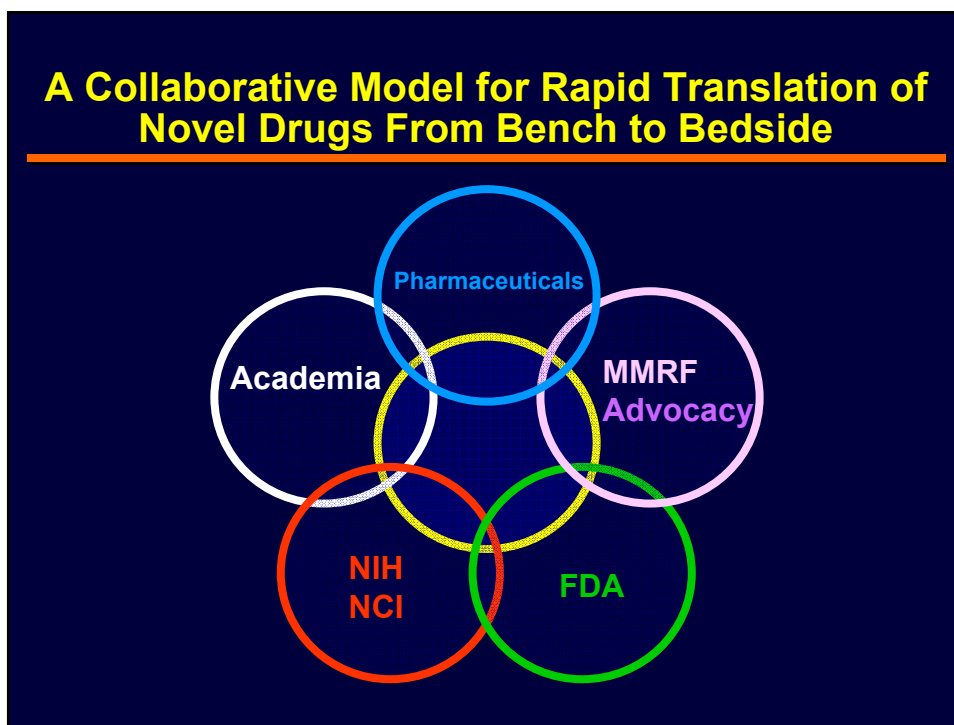 A Collaborative Model for Rapid Translation of
Novel Drugs From Bench to Bedside
Pharmaceuticals
Academia
MMRF
Advocacy
NIH
NCI
FDA